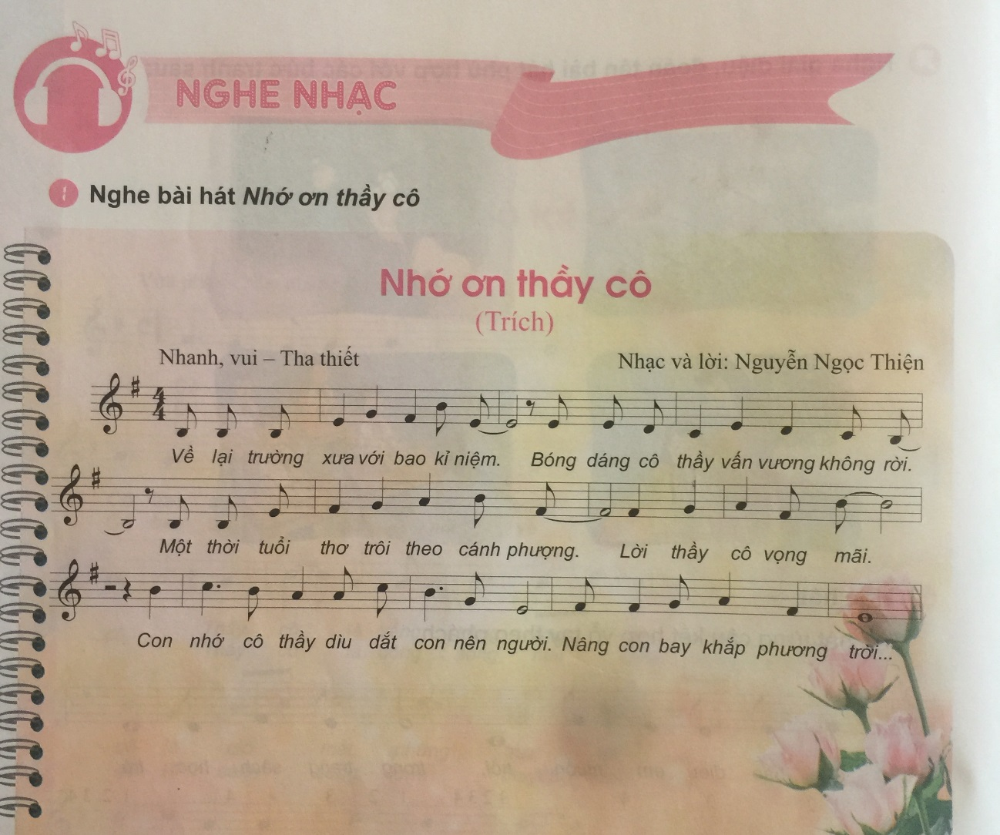 NGHE NHẠC
1 Nghe bài hát Nhớ ơn thầy cô
Nhớ ơn thầy cô
(Trích)
Nhanh, vui – Tha thiết
Nhạc và lời: Nguyễn Ngọc Thiện
Về lại trường xưa với bao kỉ niệm. Bóng dáng cô thầy vấn vương không rời.
Một thời tuổi thơ trôi theo cánh phượng. Lời thầy cô vọng mãi.
Con nhớ cô thầy dìu dắt con nên người. Nâng con bay khắp phương trời...